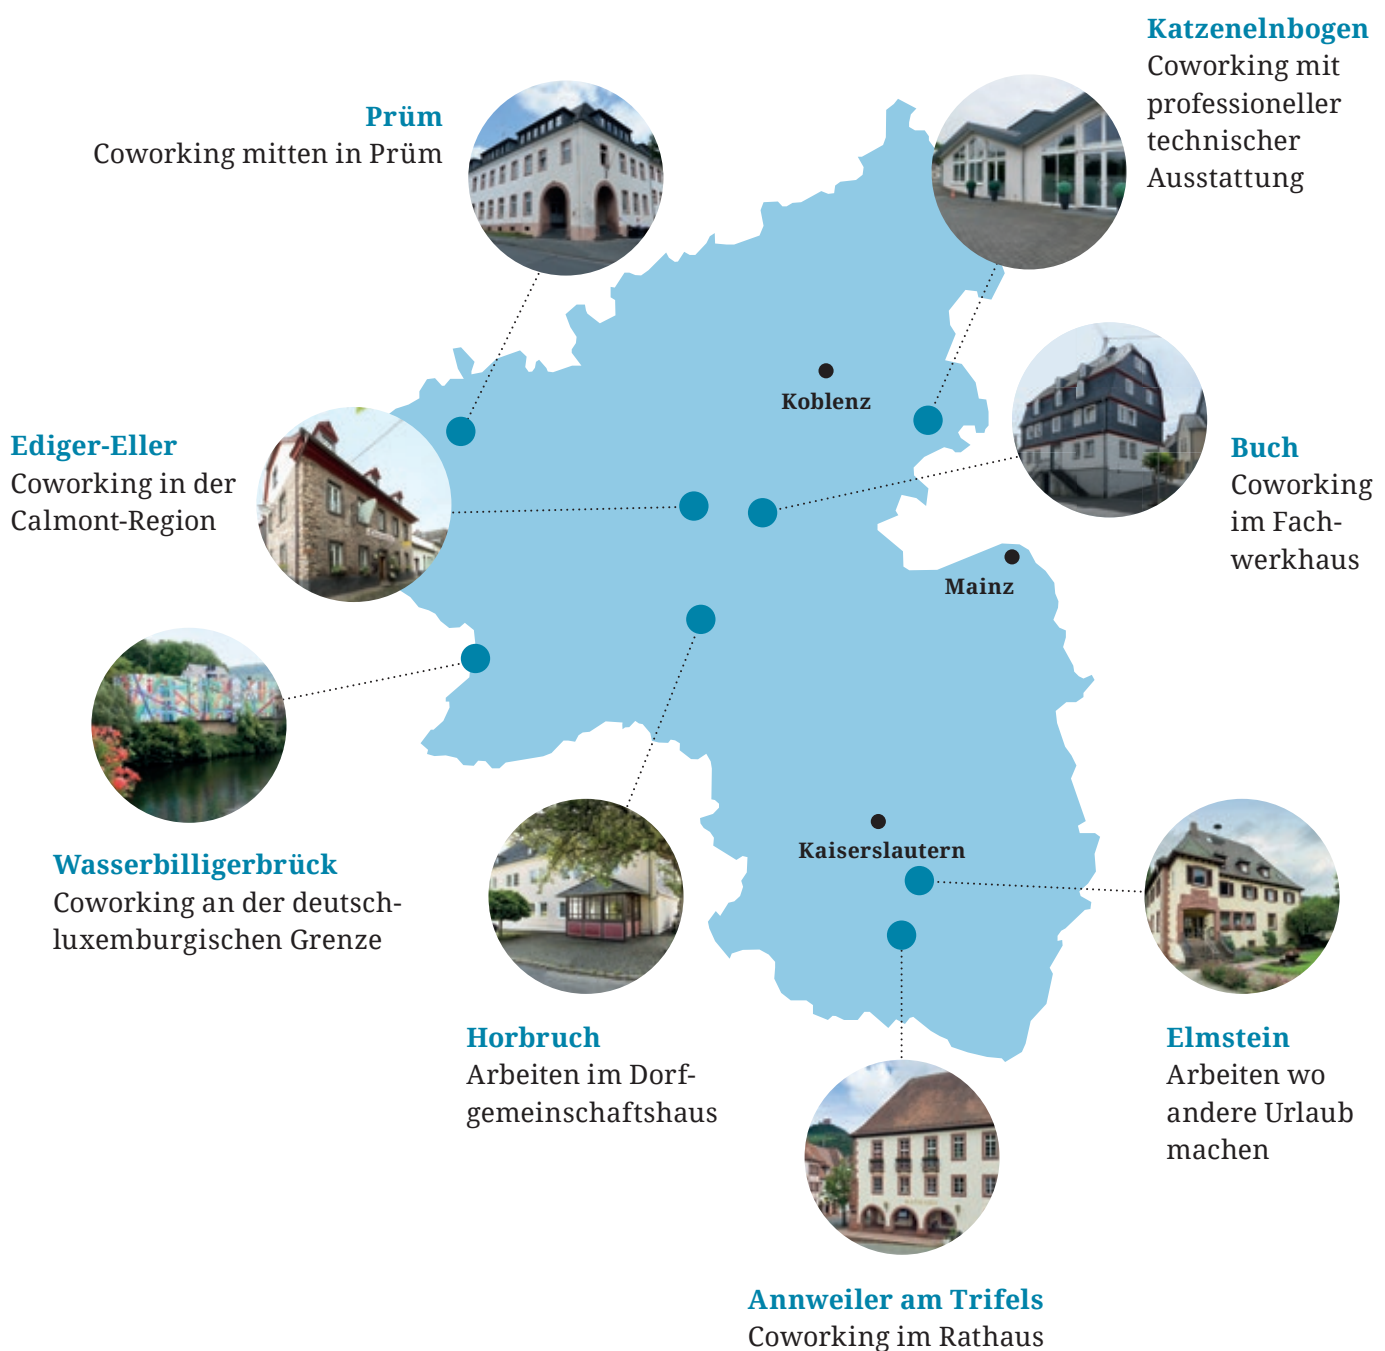 Katzenelnbogen
Coworking mit
professioneller
technischer
Ausstattung
Prüm
Coworking mitten in Prüm
Koblenz
Ediger-Eller
Coworking in der
Calmont-Region
Buch
Coworking
im Fach-
werkhaus
Mainz
Kaiserslautern
Wasserbilligerbrück
Coworking an der deutsch-
luxemburgischen Grenze
Horbruch
Arbeiten im Dorf-
gemeinschaftshaus
Elmstein
Arbeiten wo
andere Urlaub
machen
Annweiler am Trifels
Coworking im Rathaus